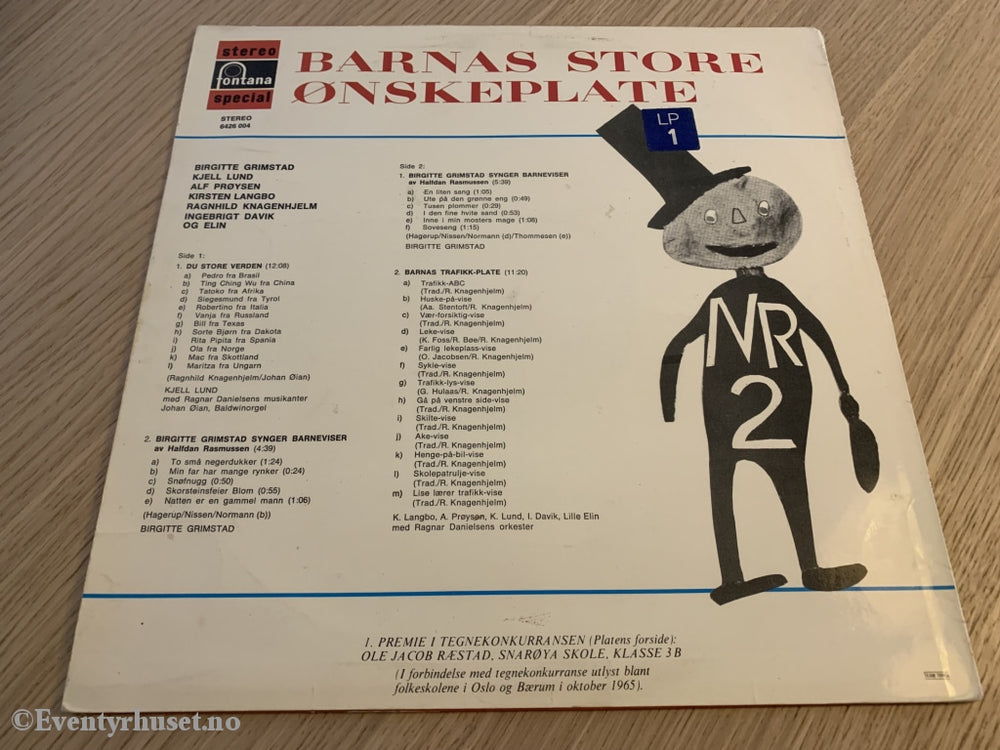 stereo
fontana
special
STEREO
6426 004
BARNAS STORE
ØNSKEPLATE
LP
1
BIRGITTE GRIMSTAD
KJELL LUND
ALF PRØYSEN
KIRSTEN LANGBO
RAGNHILD KNAGENHJELM
INGEBRIGT DAVIK
OG ELIN
Side 1:
1. DU STORE VERDEN (12:08)
a) Pedro fra Brasil
b) Ting Ching Wu fra China
c) Tatoko fra Afrika
d) Siegesmund fra Tyrol
e) Robertino fra Italia
f) Vanja fra Russland
g) Bill fra Texas
h) Sorte Bjørn fra Dakota
i) Rita Pipita fra Spania
j) Ola fra Norge
k) Mac fra Skottland
l) Maritza fra Ungarn
(Ragnhild Knagenhjelm/Johan Øian)
KJELL LUND
med Ragnar Danielsens musikanter
Johan Øian, Baldwinorgel
2. BIRGITTE GRIMSTAD SYNGER BARNEVISER
av Halfdan Rasmussen (4:39)
a) To små negerdukker (1:24)
b) Min far har mange rynker (0:24)
c) Snøfnugg (0:50)
d) Skorsteinsfeier Blom (0:55)
e) Natten er en gammel mann (1:06)
(Hagerup/Nissen/Normann (b))
BIRGITTE GRIMSTAD
Side 2:
1. BIRGITTE GRIMSTAD SYNGER BARNEVISER
av Halfdan Rasmussen (5:39)
a) En liten sang (1:05)
b) Ute på den grønne eng (0:49)
c) Tusen plommer (0:29)
d) I den fine hvite sand (0:53)
e) Inne i min mosters mage (1:08)
f) Sovesang (1:15)
(Hagerup/Nissen/Normann (d)/Thommesen (e))
BIRGITTE GRIMSTAD
2. BARNAS TRAFIKK-PLATE (11:20)
a) Trafikk-ABC
(Trad./R. Knagenhjelm)
b) Huske-på-vise
(Aa. Stentoft/R. Knagenhjelm)
c) Vær-forsiktig-vise
(Trad./R. Knagenhjelm)
d) Leke-vise
(K. Foss/R. Bøe/R. Knagenhjelm)
e) Farlig lekeplass-vise
(O. Jacobsen/R. Knagenhjelm)
f) Sykle-vise
(Trad./R. Knagenhjelm)
g) Trafikk-lys-vise
(G. Hulaas/R. Knagenhjelm)
h) Gå på venstre side-vise
(Trad./R. Knagenhjelm)
i) Skilte-vise
(Trad./R. Knagenhjelm)
j) Ake-vise
(Trad./R. Knagenhjelm)
k) Henge-på-bil-vise
(Trad./R. Knagenhjelm)
l) Skolepatrulje-vise
(Trad./R. Knagenhjelm)
m) Lise lærer trafikk-vise
(Trad./R. Knagenhjelm)
K. Langbo, A. Prøysen, K. Lund, I. Davik, Lille Elin
med Ragnar Danielsens orkester
NR
2
1. PREMIE I TEGNEKONKURRANSEN (Platens forside):
OLE JACOB RÆSTAD, SNARØYA SKOLE, KLASSE 3 B
(I forbindelse med tegnekonkurranse utlyst blant
folkeskolene i Oslo og Bærum i oktober 1965).
©Eventyrhuset.no